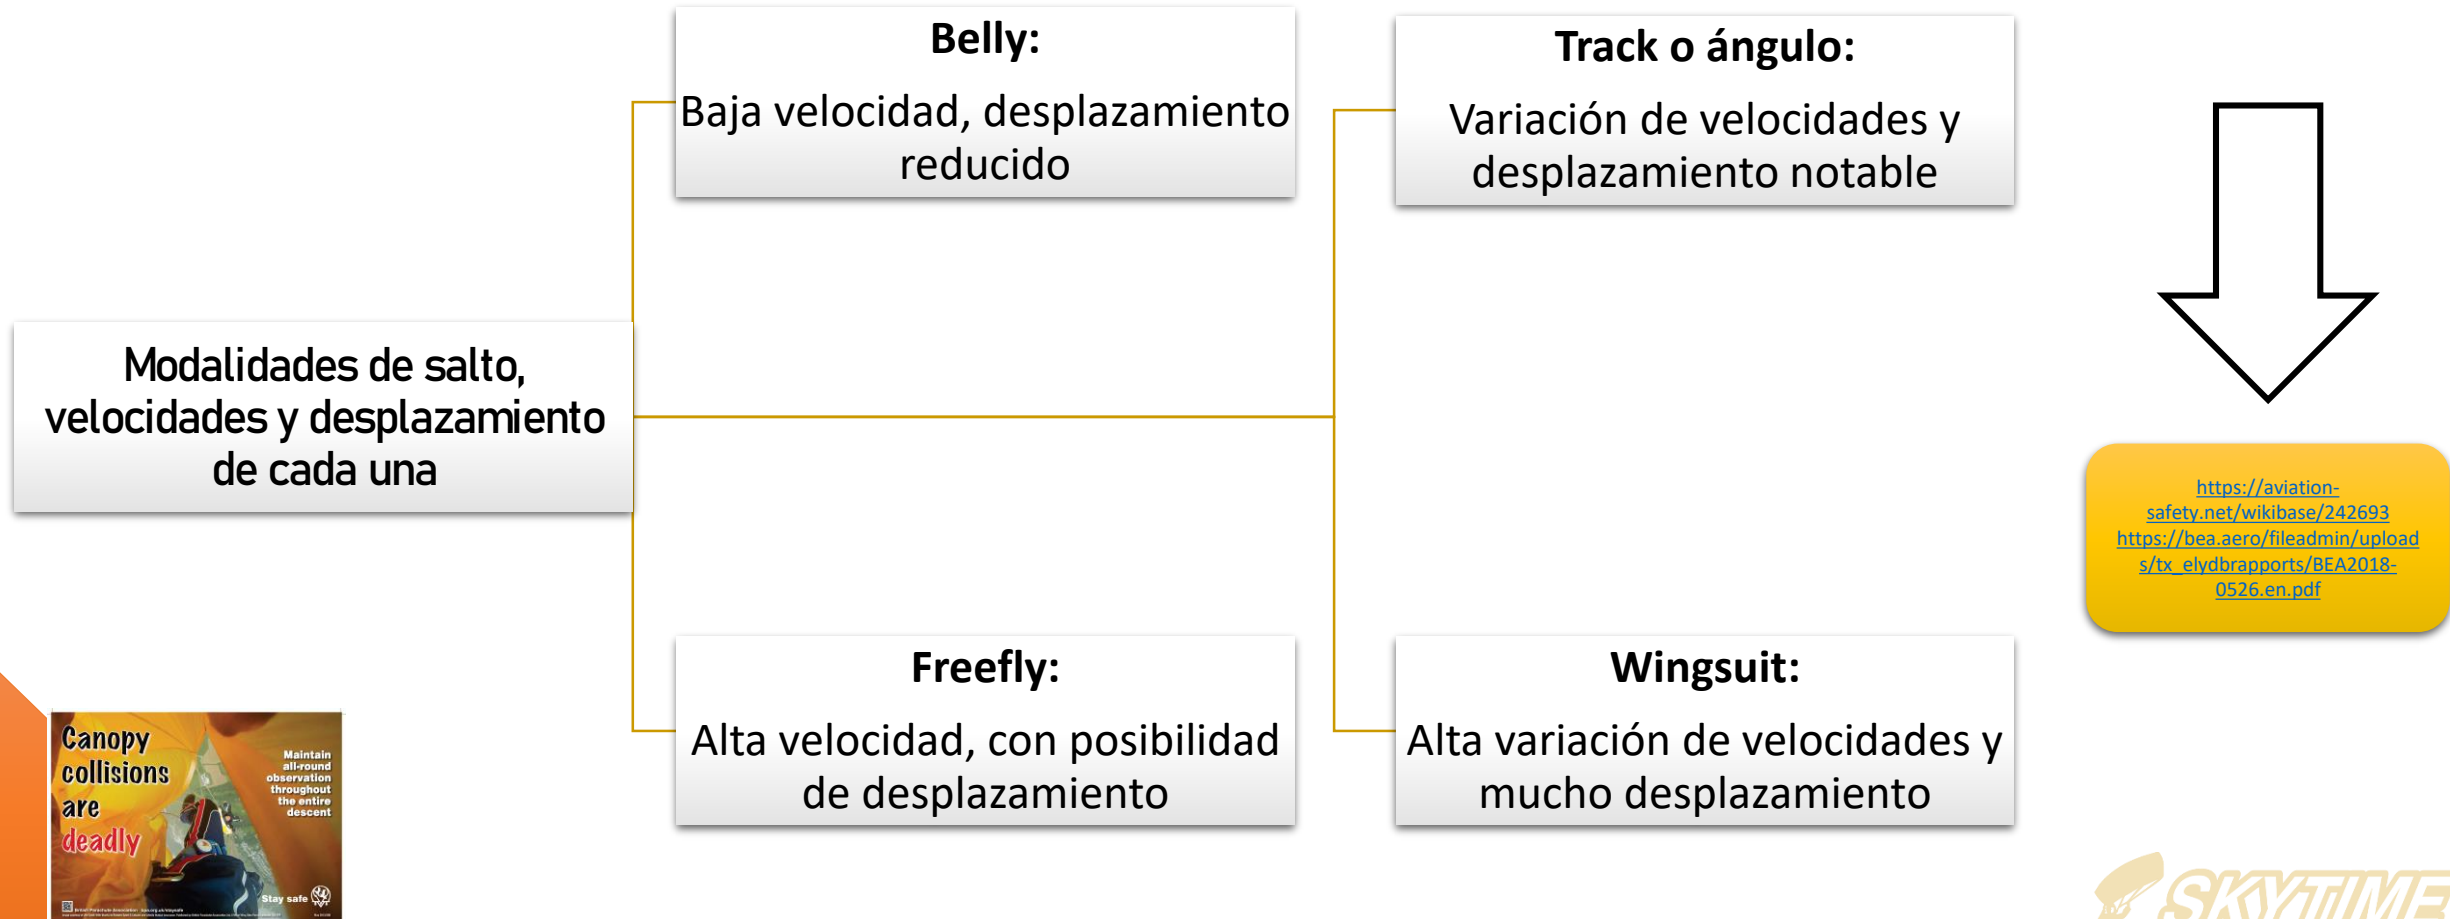 Modalidades de salto,
velocidades y desplazamiento
de cada una
Belly:
Baja velocidad, desplazamiento
reducido
Freefly:
Alta velocidad, con posibilidad
de desplazamiento
Track o ángulo:
Variación de velocidades y
desplazamiento notable
Wingsuit:
Alta variación de velocidades y
mucho desplazamiento
https://aviation-
safety.net/wikibase/242693
https://bea.aero/fileadmin/upload
s/tx_elydbrapports/BEA2018-
0526.en.pdf
Canopy
collisions
are
deadly
Maintain
all-round
observation
throughout
the entire
descent
Stay safe
British Parachute Association
SKYTIME